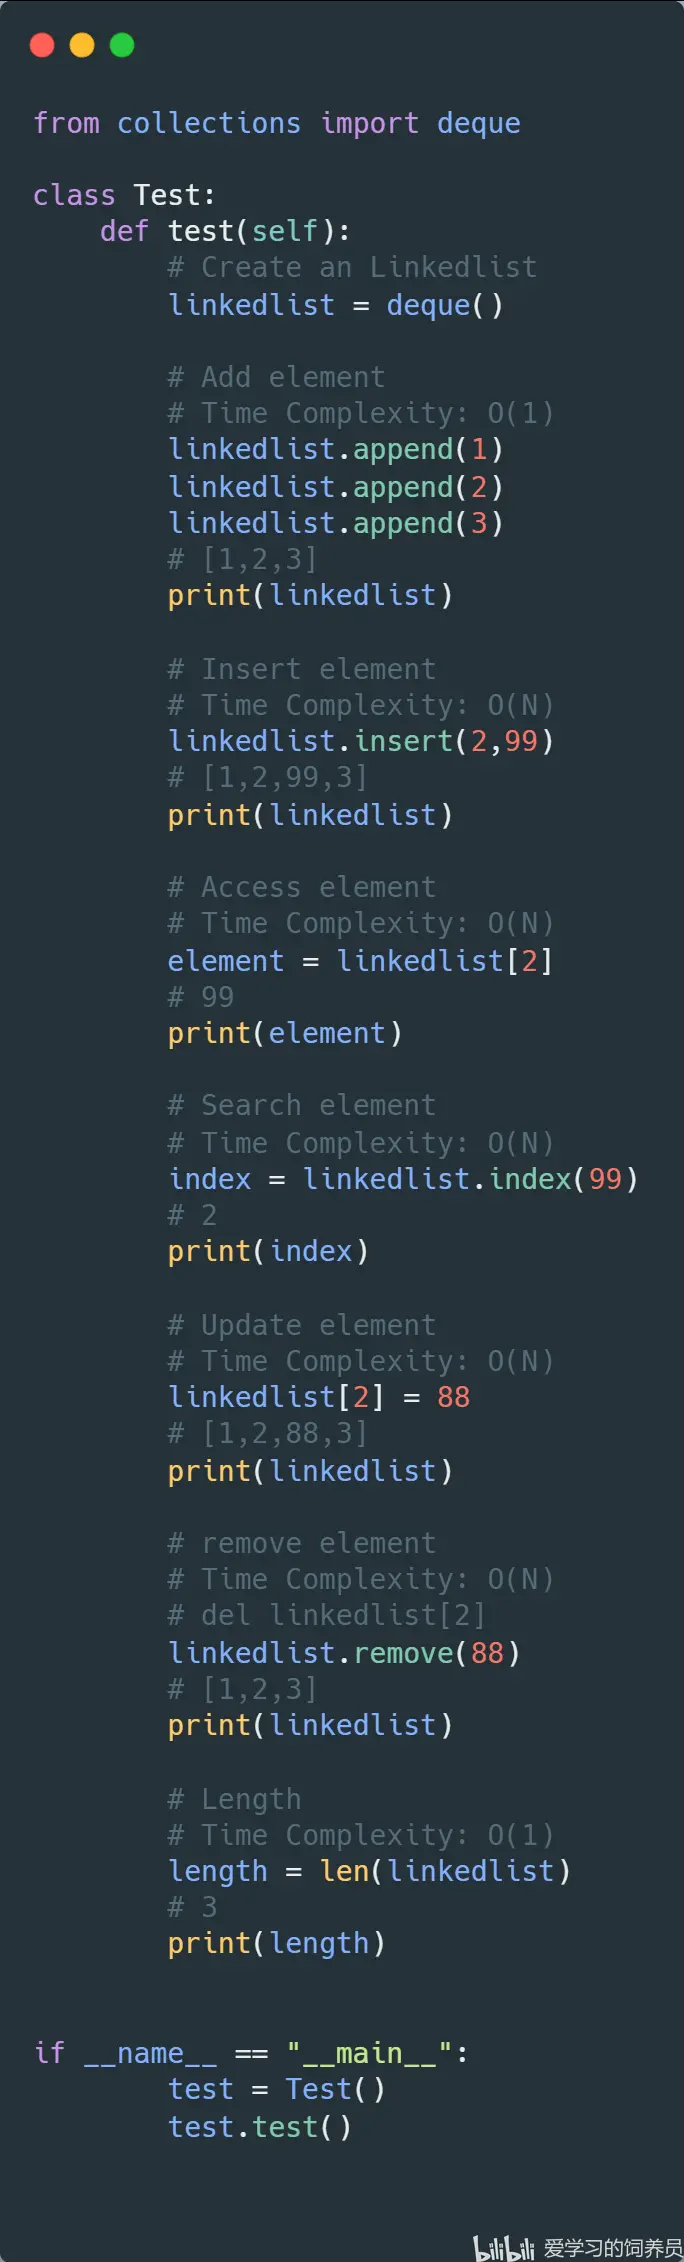 from collections import deque

class Test:
    def test(self):
        # Create an Linkedlist
        linkedlist = deque()

        # Add element
        # Time Complexity: O(1)
        linkedlist.append(1)
        linkedlist.append(2)
        linkedlist.append(3)
        # [1,2,3]
        print(linkedlist)

        # Insert element
        # Time Complexity: O(N)
        linkedlist.insert(2,99)
        # [1,2,99,3]
        print(linkedlist)

        # Access element
        # Time Complexity: O(N)
        element = linkedlist[2]
        # 99
        print(element)

        # Search element
        # Time Complexity: O(N)
        index = linkedlist.index(99)
        # 2
        print(index)

        # Update element
        # Time Complexity: O(N)
        linkedlist[2] = 88
        # [1,2,88,3]
        print(linkedlist)

        # remove element
        # Time Complexity: O(N)
        # del linkedlist[2]
        linkedlist.remove(88)
        # [1,2,3]
        print(linkedlist)

        # Length
        # Time Complexity: O(1)
        length = len(linkedlist)
        # 3
        print(length)


if __name__ == "__main__":
        test = Test()
        test.test()

bilibili 爱学习的饲养员